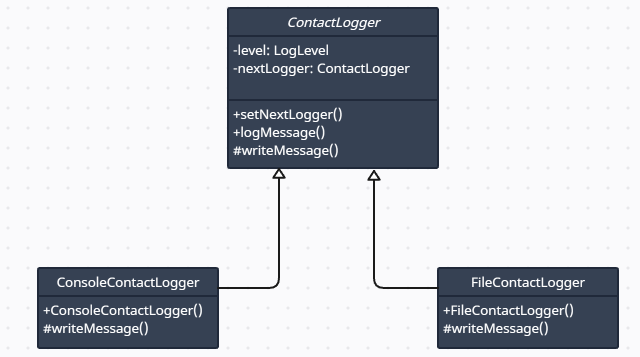 ContactLogger
-level: LogLevel
-nextLogger: ContactLogger
+setNextLogger()
+logMessage()
#writeMessage()
ConsoleContactLogger
+ConsoleContactLogger()
#writeMessage()
FileContactLogger
+FileContactLogger()
#writeMessage()